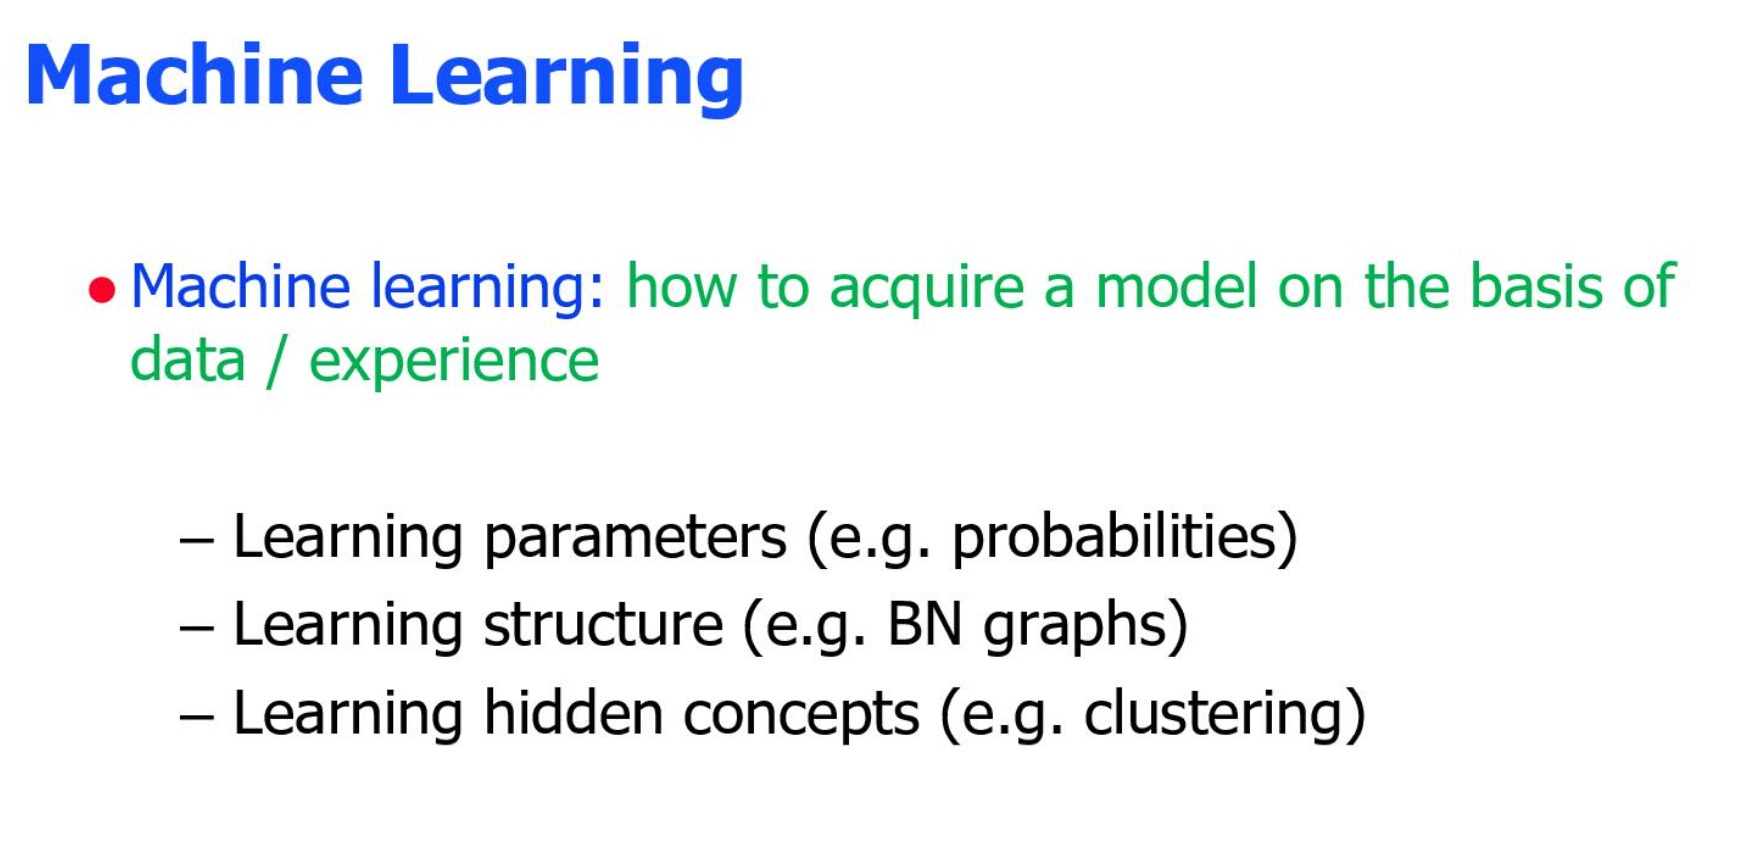 Machine Learning
● Machine learning: how to acquire a model on the basis of
data / experience
– Learning parameters (e.g. probabilities)
– Learning structure (e.g. BN graphs)
– Learning hidden concepts (e.g. clustering)